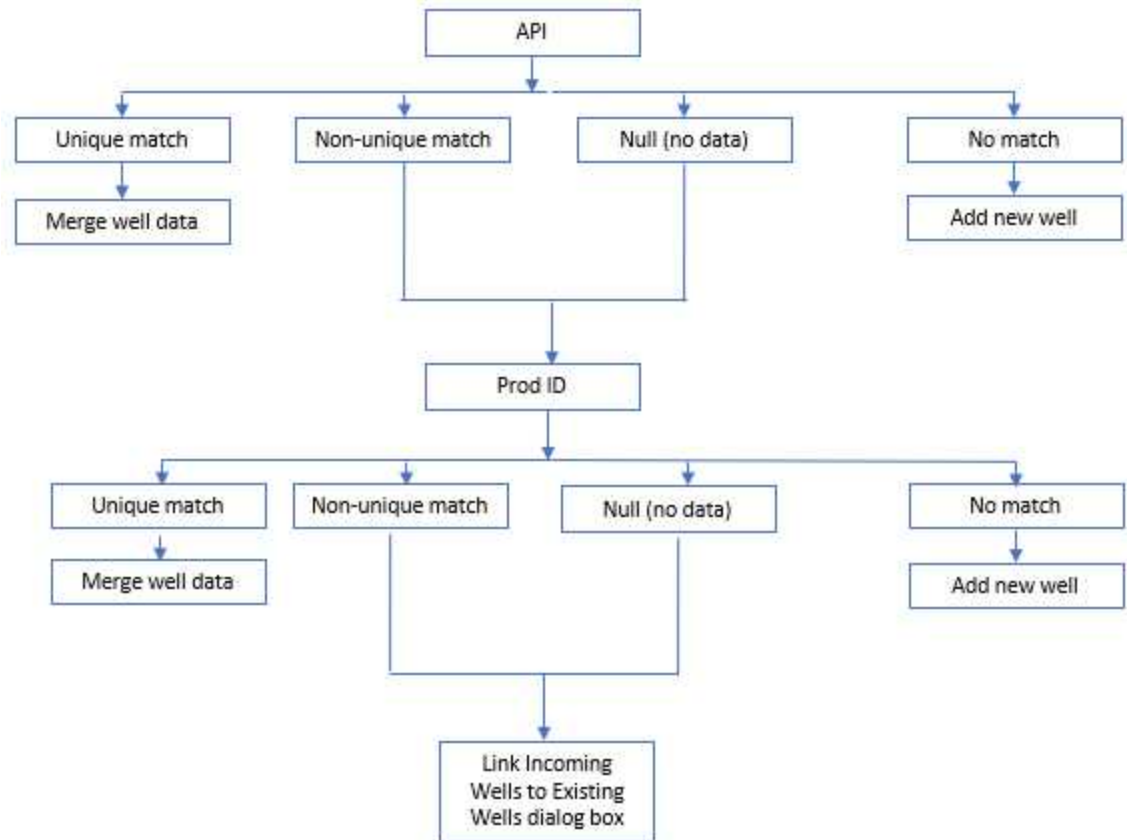 API
Unique match
Non-unique match
Null (no data)
No match
Merge well data
Add new well
Prod ID
Unique match
Non-unique match
Null (no data)
No match
Merge well data
Add new well
Link Incoming
Wells to Existing
Wells dialog box